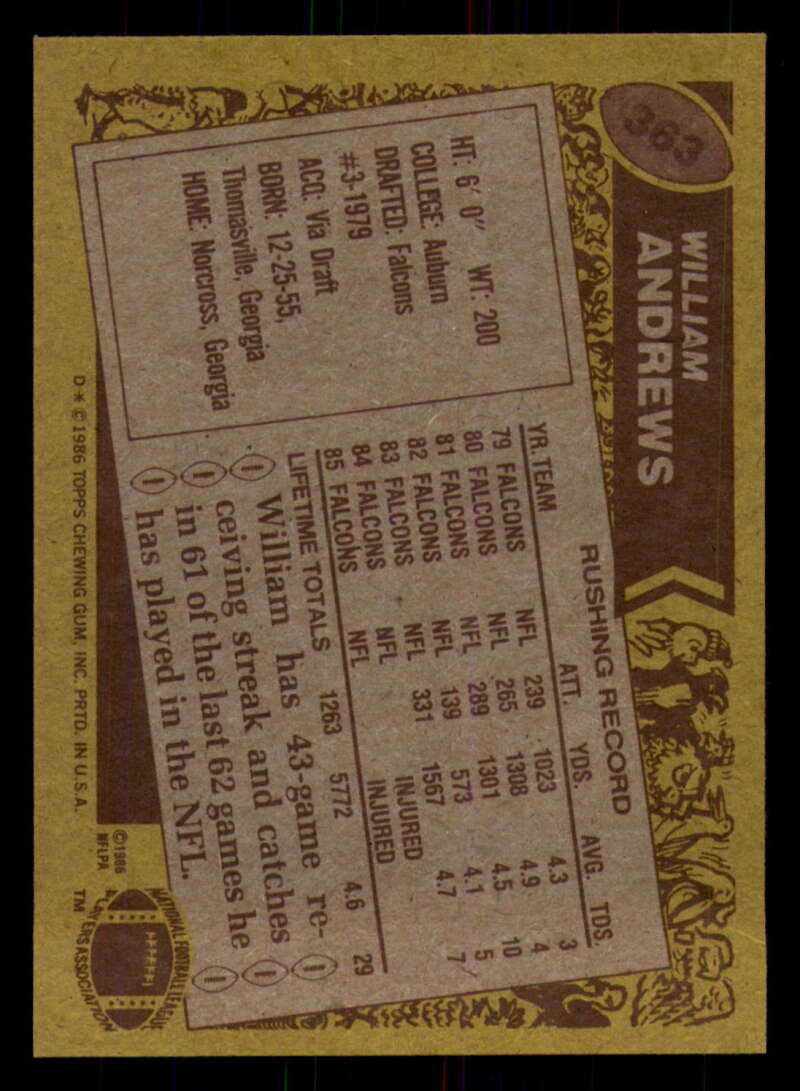 363
WILLIAM
ANDREWS
HT: 6' 0" WT: 200
COLLEGE: Auburn
DRAFTED: Falcons
#3-1979
ACQ: Via Draft
BORN: 12-25-55,
Thomasville, Georgia
HOME: Norcross, Georgia
RUSHING RECORD
YR. TEAM ATT. YDS. AVG. TDS.
79 FALCONS NFL 239 1023 4.3 3
80 FALCONS NFL 265 1308 4.9 4
81 FALCONS NFL 289 1301 4.5 10
82 FALCONS NFL 139 573 4.1 5
83 FALCONS NFL 331 1567 4.7 7
84 FALCONS NFL INJURED
85 FALCONS NFL INJURED
LIFETIME TOTALS 1263 5772 4.6 29
William has 43-game re-
ceiving streak and catches
in 61 of the last 62 games he
has played in the NFL.
D * © 1986 TOPPS CHEWING GUM, INC. PRTD. IN U.S.A.
©1986
NFLPA
NATIONAL FOOTBALL LEAGUE
PLAYERS ASSOCIATION
TM